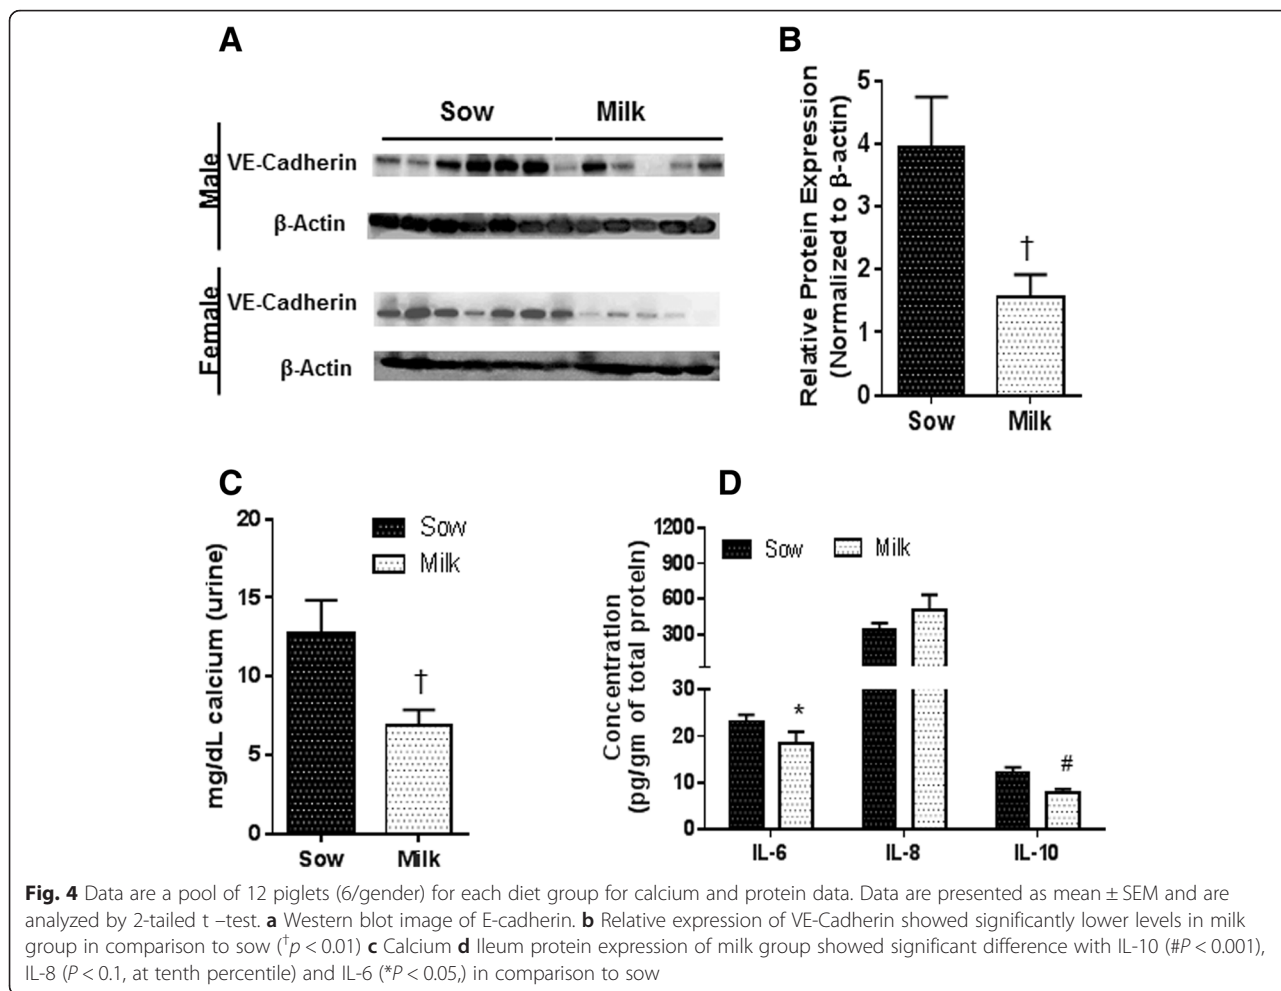 A
Sow Milk
Male
VE-Cadherin
β-Actin
Female
VE-Cadherin
β-Actin
B
Relative Protein Expression
(Normalized to β-actin)
5
4
3
2
1
0
†
Sow Milk
C
mg/dL calcium (urine)
20
15
10
5
0
Sow
Milk
†
Sow Milk
D
Concentration
(pg/gm of total protein)
1200
900
600
300
30
20
10
0
Sow Milk
*
#
IL-6 IL-8 IL-10
Fig. 4 Data are a pool of 12 piglets (6/gender) for each diet group for calcium and protein data. Data are presented as mean ± SEM and are
analyzed by 2-tailed t –test. a Western blot image of E-cadherin. b Relative expression of VE-Cadherin showed significantly lower levels in milk
group in comparison to sow (†p < 0.01) c Calcium d Ileum protein expression of milk group showed significant difference with IL-10 (#P < 0.001),
IL-8 (P < 0.1, at tenth percentile) and IL-6 (*P < 0.05,) in comparison to sow